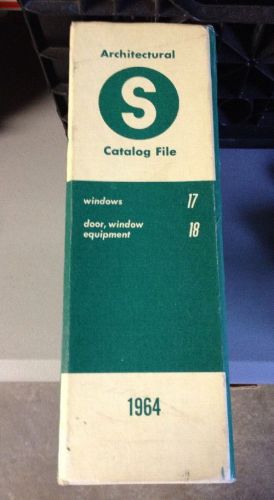 Architectural
S
Catalog File
windows 17
door, window 18
equipment
1964